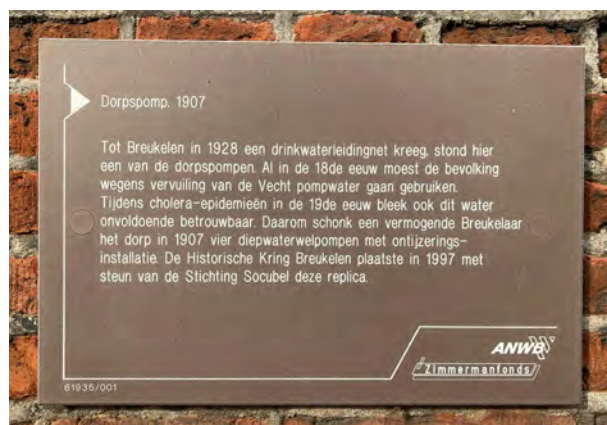 Dorpspomp. 1907
Tot Breukelen in 1928 een drinkwaterleidingnet kreeg, stond hier
een van de dorpspompen. Al in de 18de eeuw moest de bevolking
wegens vervuiling van de Vecht pompwater gaan gebruiken.
Tijdens cholera-epidemieën in de 19de eeuw bleek ook dit water
onvoldoende betrouwbaar. Daarom schonk een vermogende Breukelaar
het dorp in 1907 vier diepwaterwelpompen met ontijzerings-
installatie. De Historische Kring Breukelen plaatste in 1997 met
steun van de Stichting Socubel deze replica.
ANWB
Zimmermanfonds
61935/001